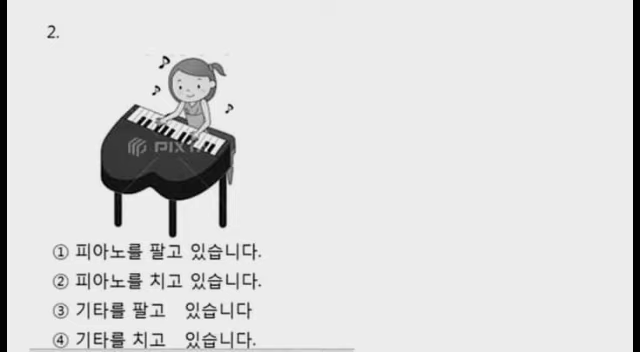 2.
PIXT
① 피아노를 팔고 있습니다.
② 피아노를 치고 있습니다.
③ 기타를 팔고 있습니다
④ 기타를 치고 있습니다.